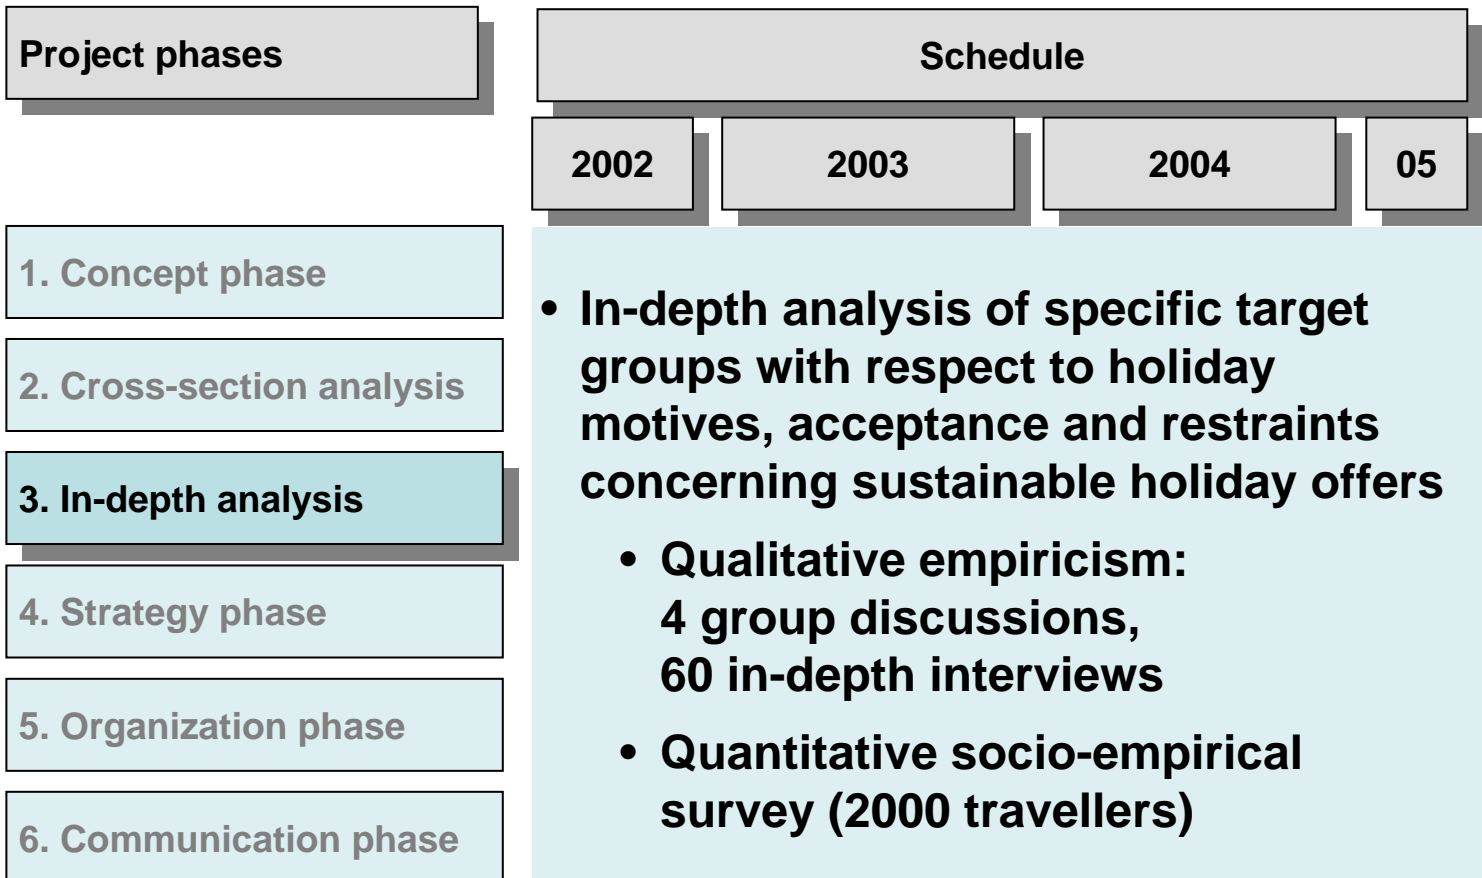 Project phases
Schedule
2002
2003
2004
05
1. Concept phase
2. Cross-section analysis
3. In-depth analysis
4. Strategy phase
5. Organization phase
6. Communication phase
• In-depth analysis of specific target
groups with respect to holiday
motives, acceptance and restraints
concerning sustainable holiday offers
• Qualitative empiricism:
4 group discussions,
60 in-depth interviews
• Quantitative socio-empirical
survey (2000 travellers)